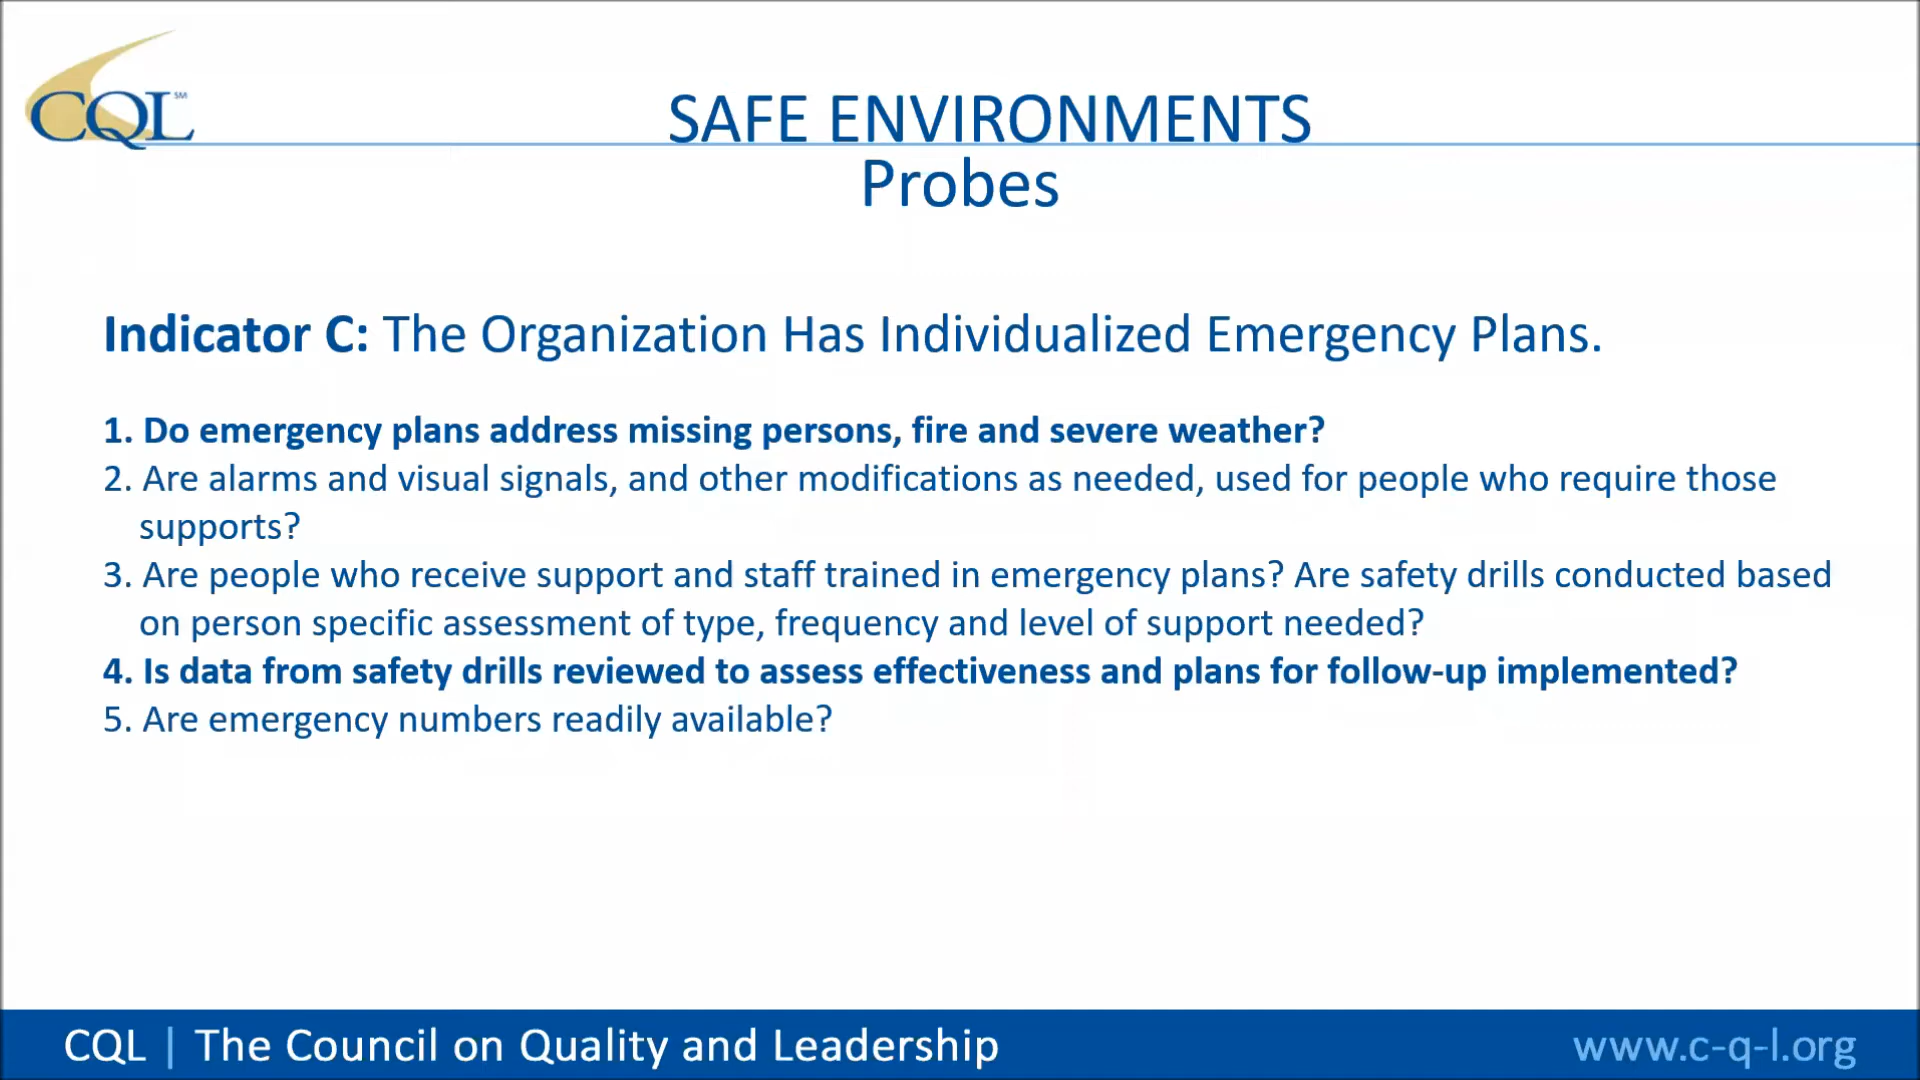 CQL SM
SAFE ENVIRONMENTS
Probes
Indicator C: The Organization Has Individualized Emergency Plans.
1. Do emergency plans address missing persons, fire and severe weather?
2. Are alarms and visual signals, and other modifications as needed, used for people who require those
supports?
3. Are people who receive support and staff trained in emergency plans? Are safety drills conducted based
on person specific assessment of type, frequency and level of support needed?
4. Is data from safety drills reviewed to assess effectiveness and plans for follow-up implemented?
5. Are emergency numbers readily available?
CQL | The Council on Quality and Leadership
www.c-q-l.org